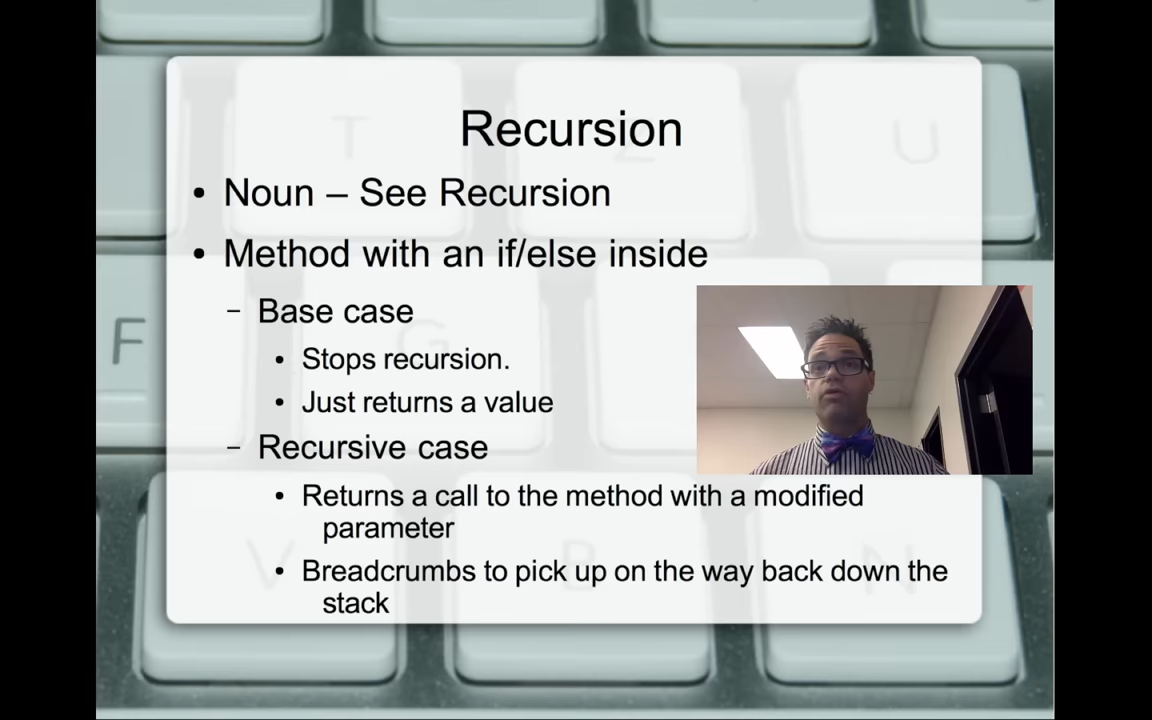 Recursion
• Noun – See Recursion
• Method with an if/else inside
– Base case
• Stops recursion.
• Just returns a value
– Recursive case
• Returns a call to the method with a modified
parameter
• Breadcrumbs to pick up on the way back down the
stack
T
Z
U
F
G
V
B
N